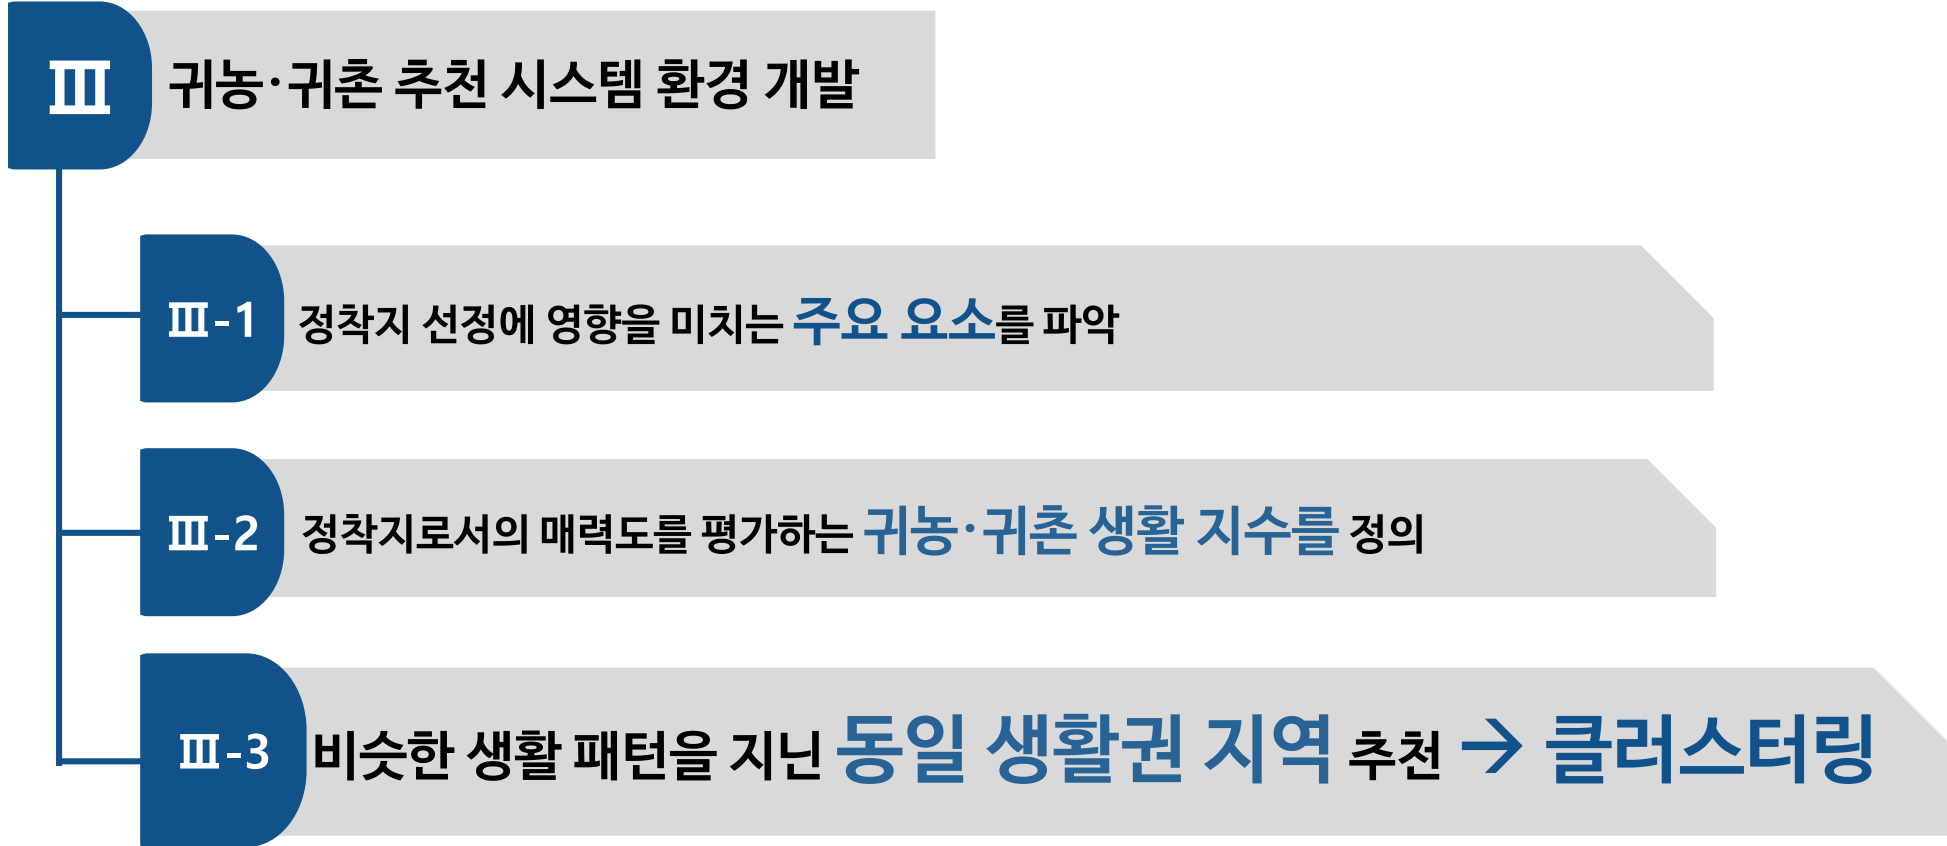 Ⅲ 귀농·귀촌 추천 시스템 환경 개발
Ⅲ-1 정착지 선정에 영향을 미치는 주요 요소를 파악
Ⅲ-2 정착지로서의 매력도를 평가하는 귀농·귀촌 생활 지수를 정의
Ⅲ-3 비슷한 생활 패턴을 지닌 동일 생활권 지역 추천 → 클러스터링